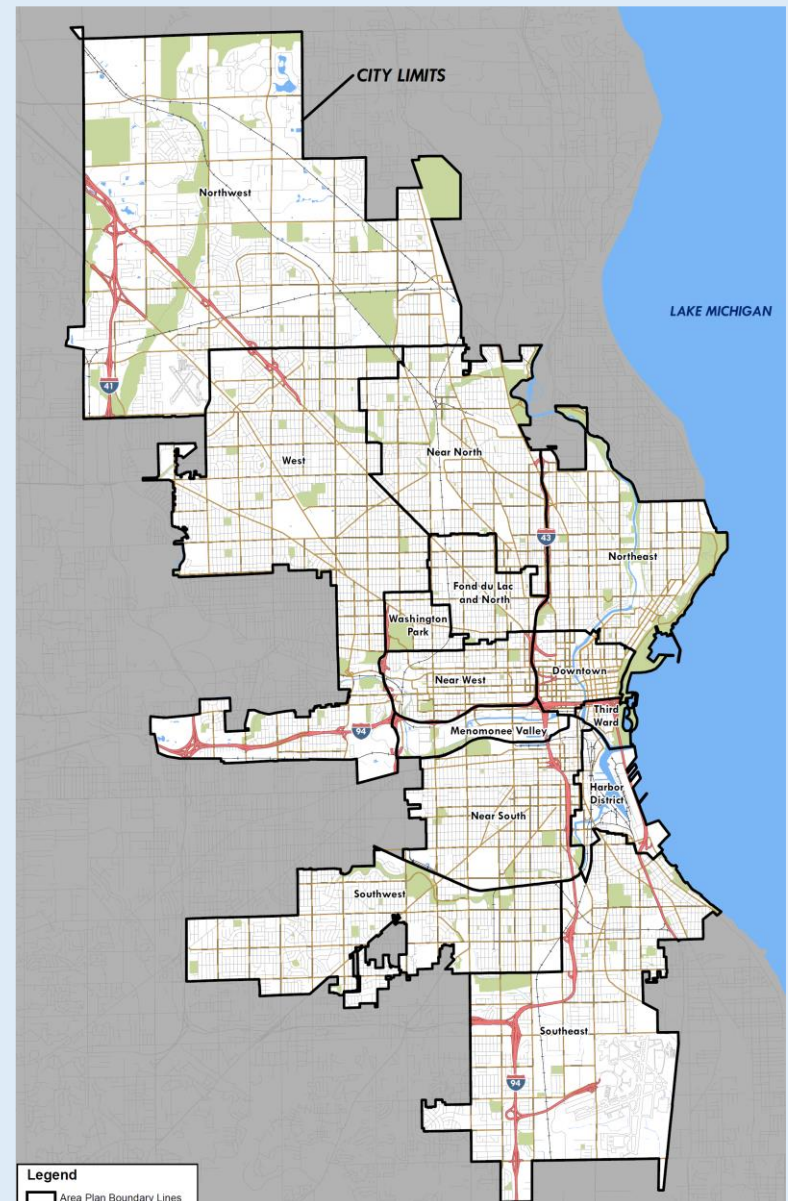 CITY LIMITS
Northwest
LAKE MICHIGAN
41
West
Near North
43
Northeast
Fond du Lac
and North
Washington
Park
Near West
Downtown
Third
Ward
94
Menomonee Valley
Harbor
District
Near South
Southwest
Southeast
94
Legend
Area Plan Boundary Lines